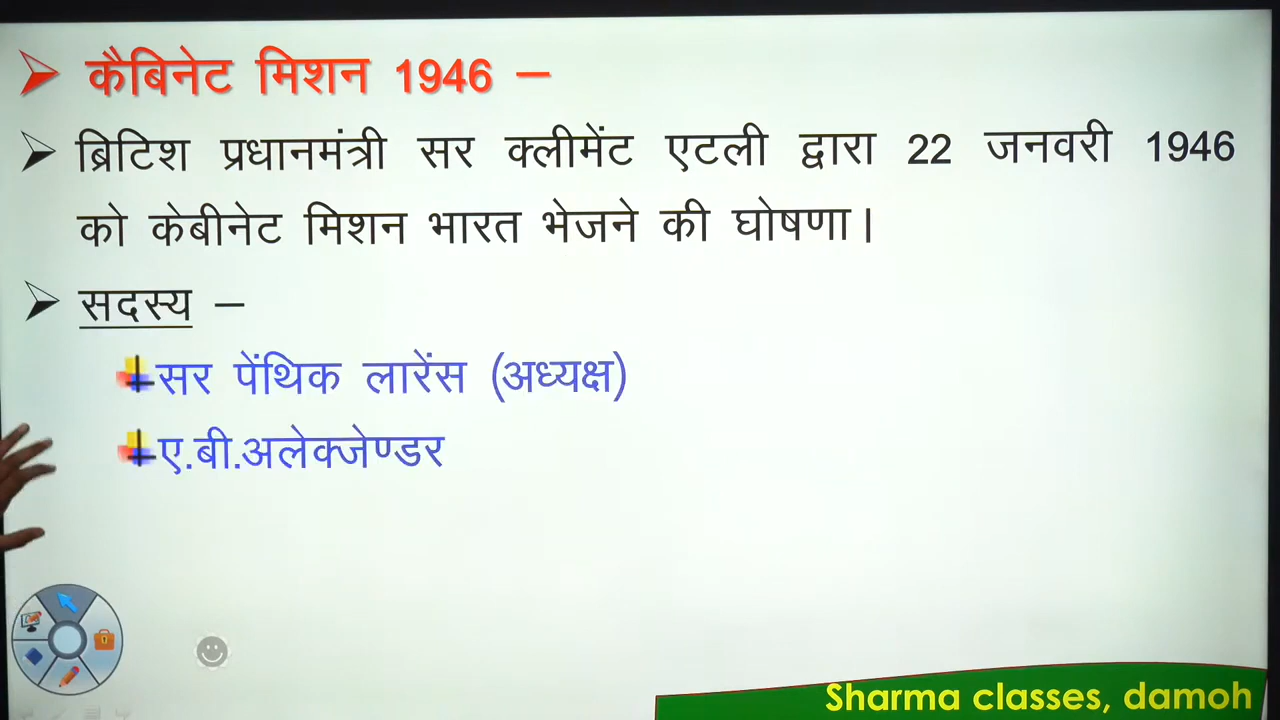 कैबिनेट मिशन 1946 –
ब्रिटिश प्रधानमंत्री सर क्लीमेंट एटली द्वारा 22 जनवरी 1946
को केबीनेट मिशन भारत भेजने की घोषणा।
सदस्य –
सर पेंथिक लारेंस (अध्यक्ष)
ए.बी.अलेक्जेण्डर
Sharma classes, damoh